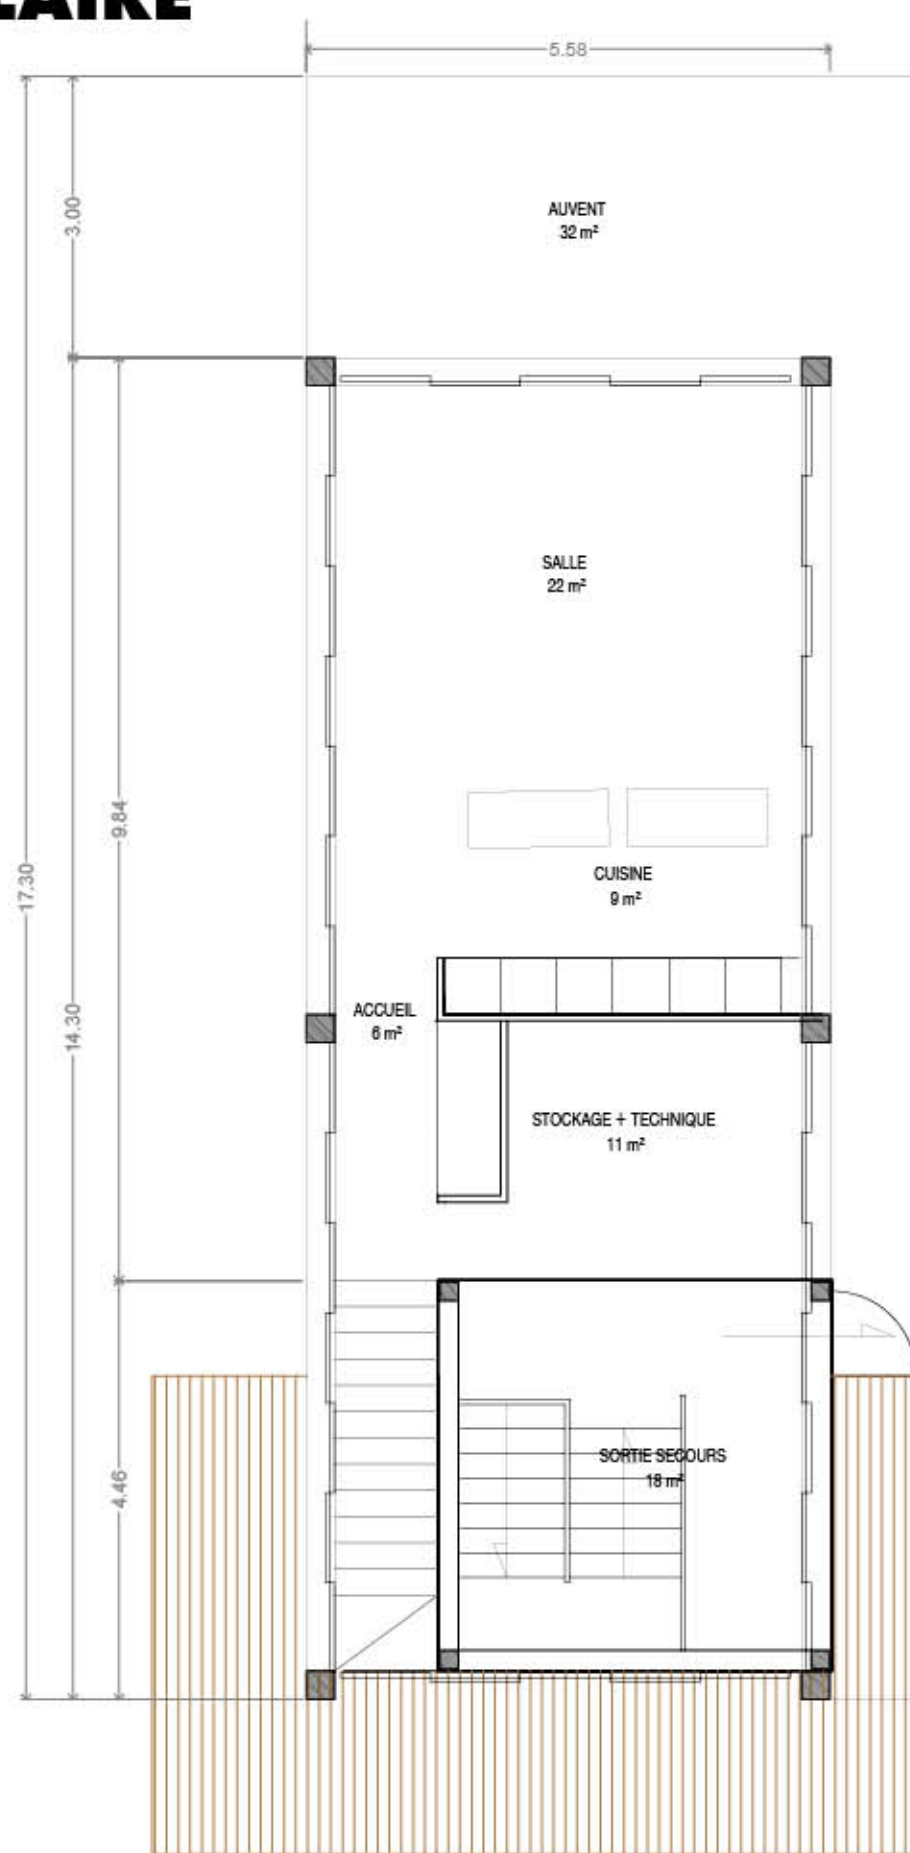 5.58
3.00
AUVENT
32 m²
SALLE
22 m²
9.84
17.30
CUISINE
9 m²
14.30
ACCUEIL
6 m²
STOCKAGE + TECHNIQUE
11 m²
4.46
SORTIE SECOURS
18 m²